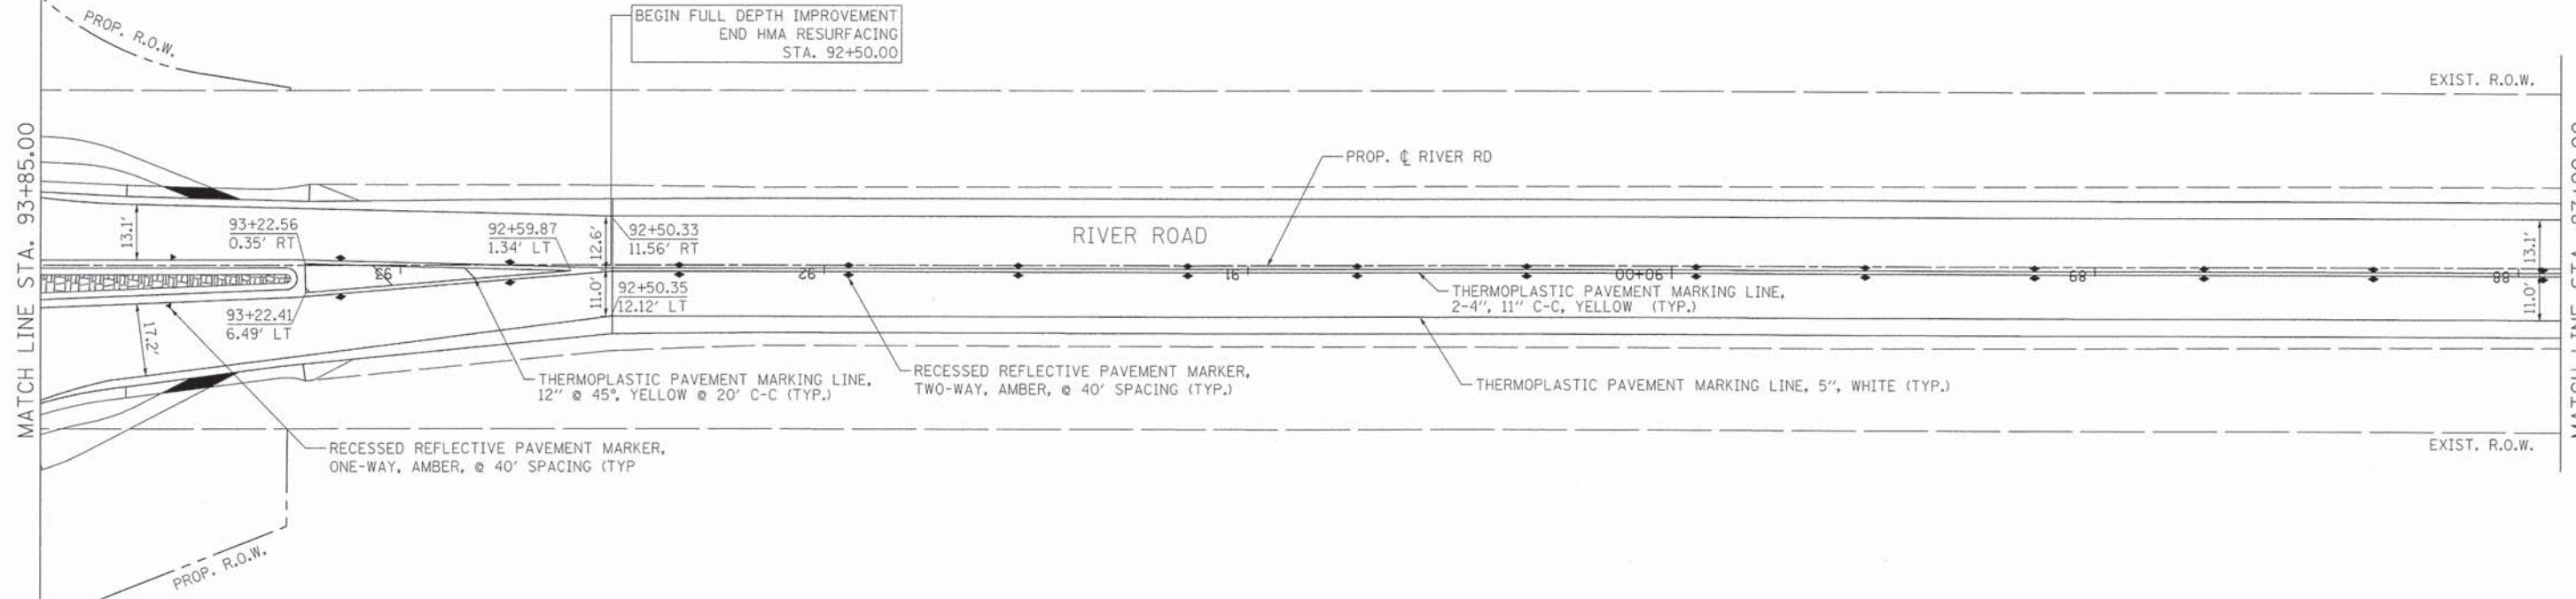 PROP. R.O.W.
BEGIN FULL DEPTH IMPROVEMENT
END HMA RESURFACING
STA. 92+50.00
EXIST. R.O.W.
MATCH LINE STA. 93+85.00
PROP. ℄ RIVER RD
13.1'
93+22.56
0.35' RT
92+59.87
1.34' LT
12.6'
92+50.33
11.56' RT
RIVER ROAD
13.1'
93
92
91
90+00
89
88
11.0'
92+50.35
12.12' LT
THERMOPLASTIC PAVEMENT MARKING LINE,
2-4", 11" C-C, YELLOW (TYP.)
11.0'
93+22.41
6.49' LT
17.2'
THERMOPLASTIC PAVEMENT MARKING LINE,
12" @ 45°, YELLOW @ 20' C-C (TYP.)
RECESSED REFLECTIVE PAVEMENT MARKER,
TWO-WAY, AMBER, @ 40' SPACING (TYP.)
THERMOPLASTIC PAVEMENT MARKING LINE, 5", WHITE (TYP.)
RECESSED REFLECTIVE PAVEMENT MARKER,
ONE-WAY, AMBER, @ 40' SPACING (TYP
EXIST. R.O.W.
PROP. R.O.W.
MATCH LINE STA.